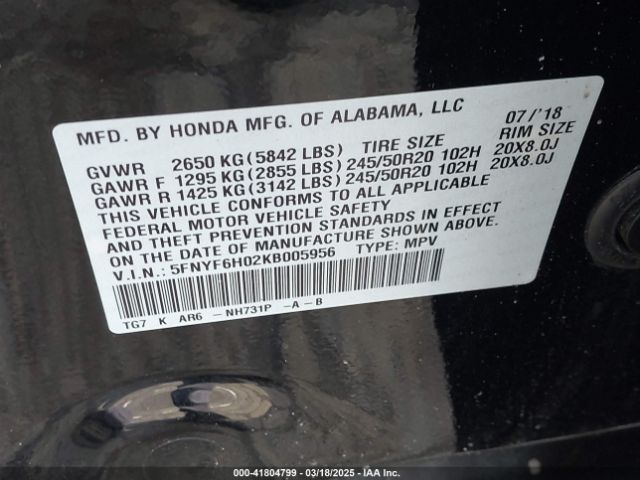 MFD. BY HONDA MFG. OF ALABAMA, LLC 07/'18
GVWR 2650 KG (5842 LBS) TIRE SIZE RIM SIZE
GAWR F 1295 KG (2855 LBS) 245/50R20 102H 20X8.0J
GAWR R 1425 KG (3142 LBS) 245/50R20 102H 20X8.0J
THIS VEHICLE CONFORMS TO ALL APPLICABLE
FEDERAL MOTOR VEHICLE SAFETY
AND THEFT PREVENTION STANDARDS IN EFFECT
ON THE DATE OF MANUFACTURE SHOWN ABOVE.
V.I.N.: 5FNYF6H02KB005956 TYPE: MPV
TG7 K AR6 - NH731P -A-B
000-41804799 — 03/18/2025 — IAA